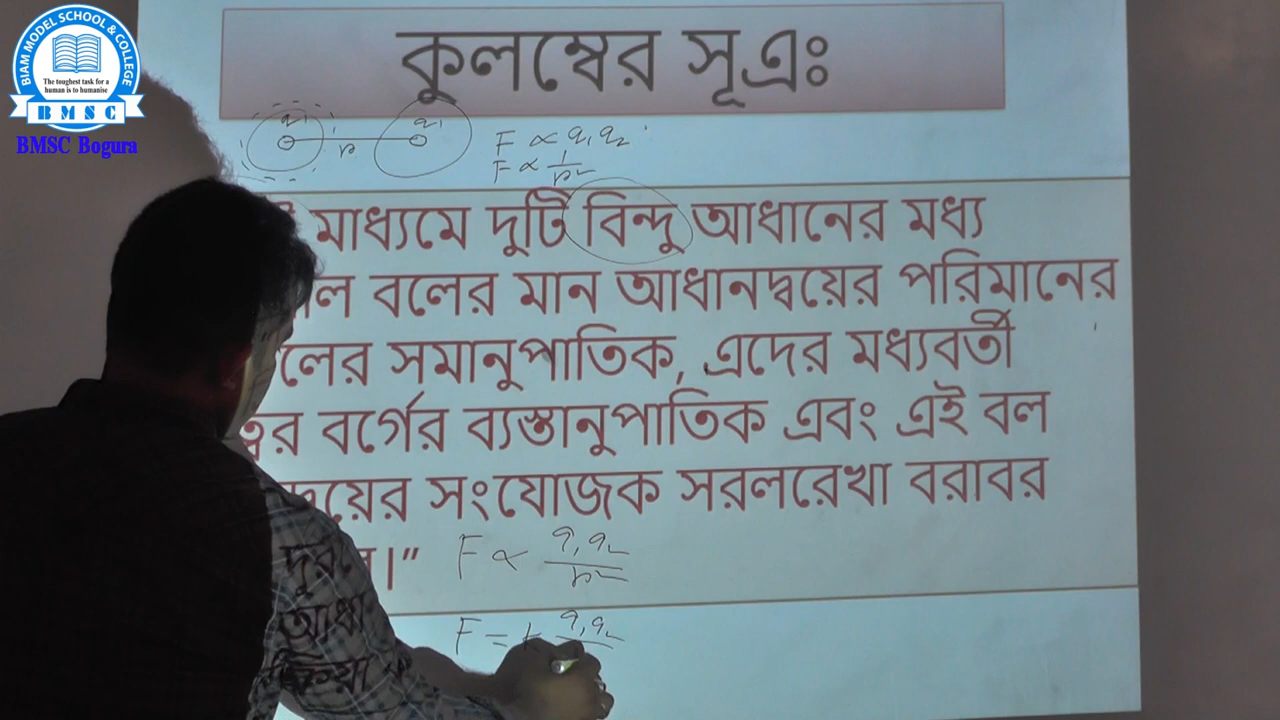 BIAM MODEL SCHOOL & COLLEGE
The toughest task for a
human is to humanise
BMSC
BMSC Bogura
কুলম্বের সূএঃ
F ∝ q₁q₂
F ∝ 1/r²
মাধ্যমে দুটি বিন্দু আধানের মধ্য
বলের মান আধানদ্বয়ের পরিমানের
সমানুপাতিক, এদের মধ্যবর্তী
বর্গের ব্যস্তানুপাতিক এবং এই বল
সংযোজক সরলরেখা বরাবর
।”
F ∝ q₁q₂/r²
F = k q₁q₂